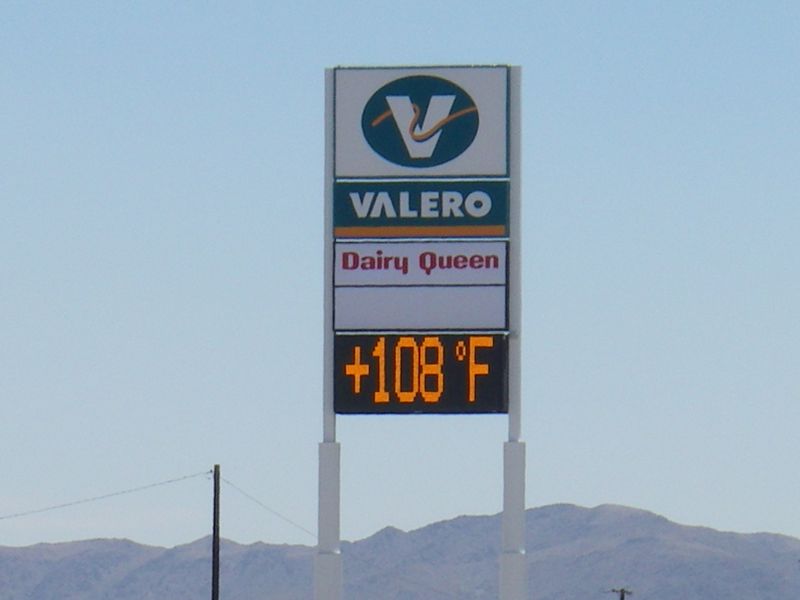 V
VALERO
Dairy Queen
+108°F